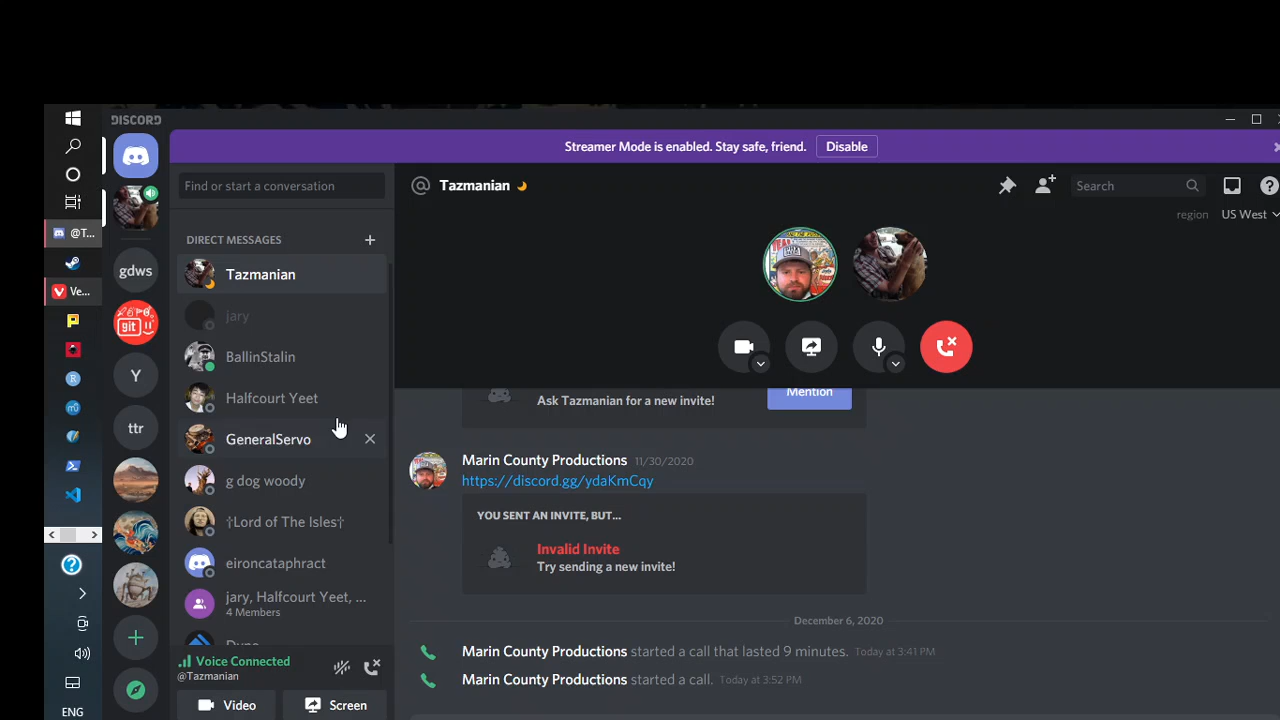 DISCORD
Streamer Mode is enabled. Stay safe, friend.
Disable
@T...
Ve...
ENG
gdws
git
Y
ttr
Find or start a conversation
DIRECT MESSAGES
Tazmanian
jary
BallinStalin
Halfcourt Yeet
GeneralServo
g dog woody
†Lord of The Isles†
eironcataphract
jary, Halfcourt Yeet, ...
4 Members
Voice Connected
@Tazmanian
Video
Screen
@ Tazmanian
Search
region US West
Ask Tazmanian for a new invite!
Mention
Marin County Productions 11/30/2020
https://discord.gg/ydaKmCqy
YOU SENT AN INVITE, BUT...
Invalid Invite
Try sending a new invite!
December 6, 2020
Marin County Productions started a call that lasted 9 minutes. Today at 3:41 PM
Marin County Productions started a call. Today at 3:52 PM